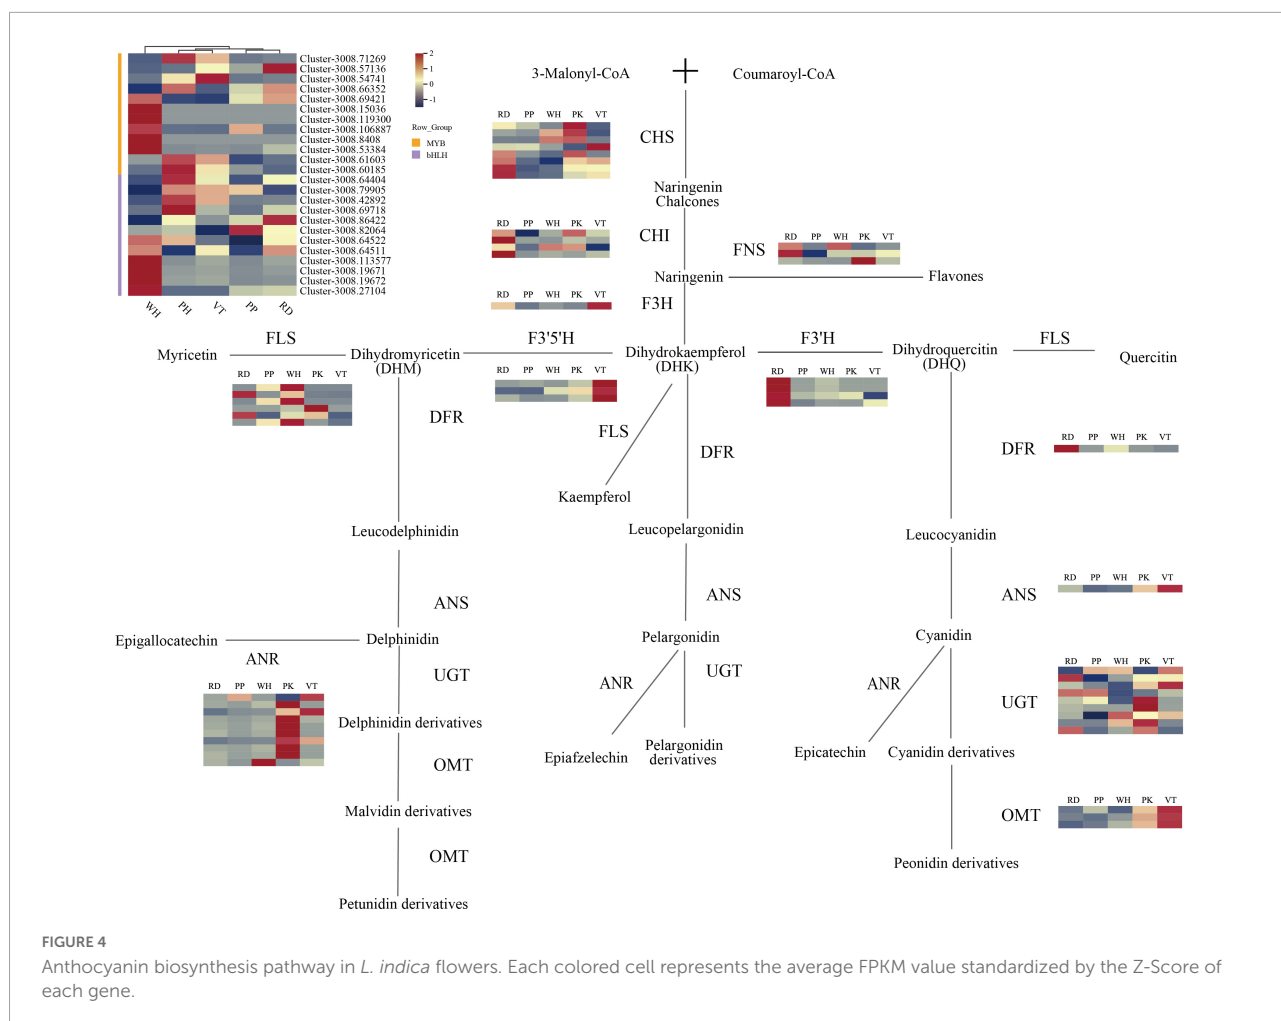 Cluster-3008.71269
Cluster-3008.57136
Cluster-3008.54741
Cluster-3008.66352
Cluster-3008.69421
Cluster-3008.15036
Cluster-3008.119300
Cluster-3008.106887
Cluster-3008.8408
Cluster-3008.53384
Cluster-3008.61603
Cluster-3008.60185
Cluster-3008.64404
Cluster-3008.79905
Cluster-3008.42892
Cluster-3008.69718
Cluster-3008.86422
Cluster-3008.82064
Cluster-3008.64522
Cluster-3008.64511
Cluster-3008.113577
Cluster-3008.19671
Cluster-3008.19672
Cluster-3008.27104
WH PH VT PP RD
2
1
0
-1
Row_Group
MYB
bHLH
3-Malonyl-CoA Coumaroyl-CoA
RD PP WH PK VT
CHS
Naringenin
Chalcones
RD PP WH PK VT
CHI
FNS
RD PP WH PK VT
Naringenin Flavones
RD PP WH PK VT
F3H
FLS F3'5'H F3'H FLS
Myricetin Dihydromyricetin
(DHM)
Dihydrokaempferol
(DHK)
Dihydroquercitin
(DHQ)
Quercitin
RD PP WH PK VT
RD PP WH PK VT
RD PP WH PK VT
DFR
FLS
DFR
DFR
RD PP WH PK VT
Kaempferol
Leucodelphinidin Leucopelargonidin Leucocyanidin
ANS ANS ANS
RD PP WH PK VT
Epigallocatechin Delphinidin Pelargonidin Cyanidin
ANR
RD PP WH PK VT
UGT
ANR
UGT
ANR
UGT
RD PP WH PK VT
Delphinidin derivatives
Epiafzelechin
Pelargonidin
derivatives
Epicatechin
Cyanidin derivatives
OMT
OMT
RD PP WH PK VT
Malvidin derivatives
OMT
Peonidin derivatives
Petunidin derivatives
FIGURE 4
Anthocyanin biosynthesis pathway in L. indica flowers. Each colored cell represents the average FPKM value standardized by the Z-Score of
each gene.